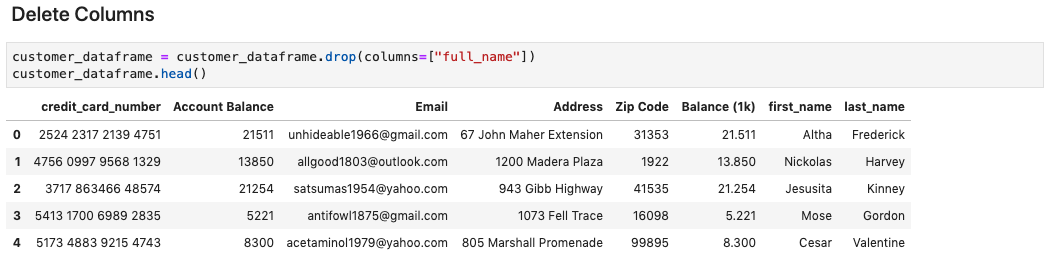 Delete Columns
customer_dataframe = customer_dataframe.drop(columns=["full_name"])
customer_dataframe.head()
credit_card_number Account Balance Email Address Zip Code Balance (1k) first_name last_name
0 2524 2317 2139 4751 21511 unhideable1966@gmail.com 67 John Maher Extension 31353 21.511 Altha Frederick
1 4756 0997 9568 1329 13850 allgood1803@outlook.com 1200 Madera Plaza 1922 13.850 Nickolas Harvey
2 3717 863466 48574 21254 satsumas1954@yahoo.com 943 Gibb Highway 41535 21.254 Jesusita Kinney
3 5413 1700 6989 2835 5221 antifowl1875@gmail.com 1073 Fell Trace 16098 5.221 Mose Gordon
4 5173 4883 9215 4743 8300 acetaminol1979@yahoo.com 805 Marshall Promenade 99895 8.300 Cesar Valentine